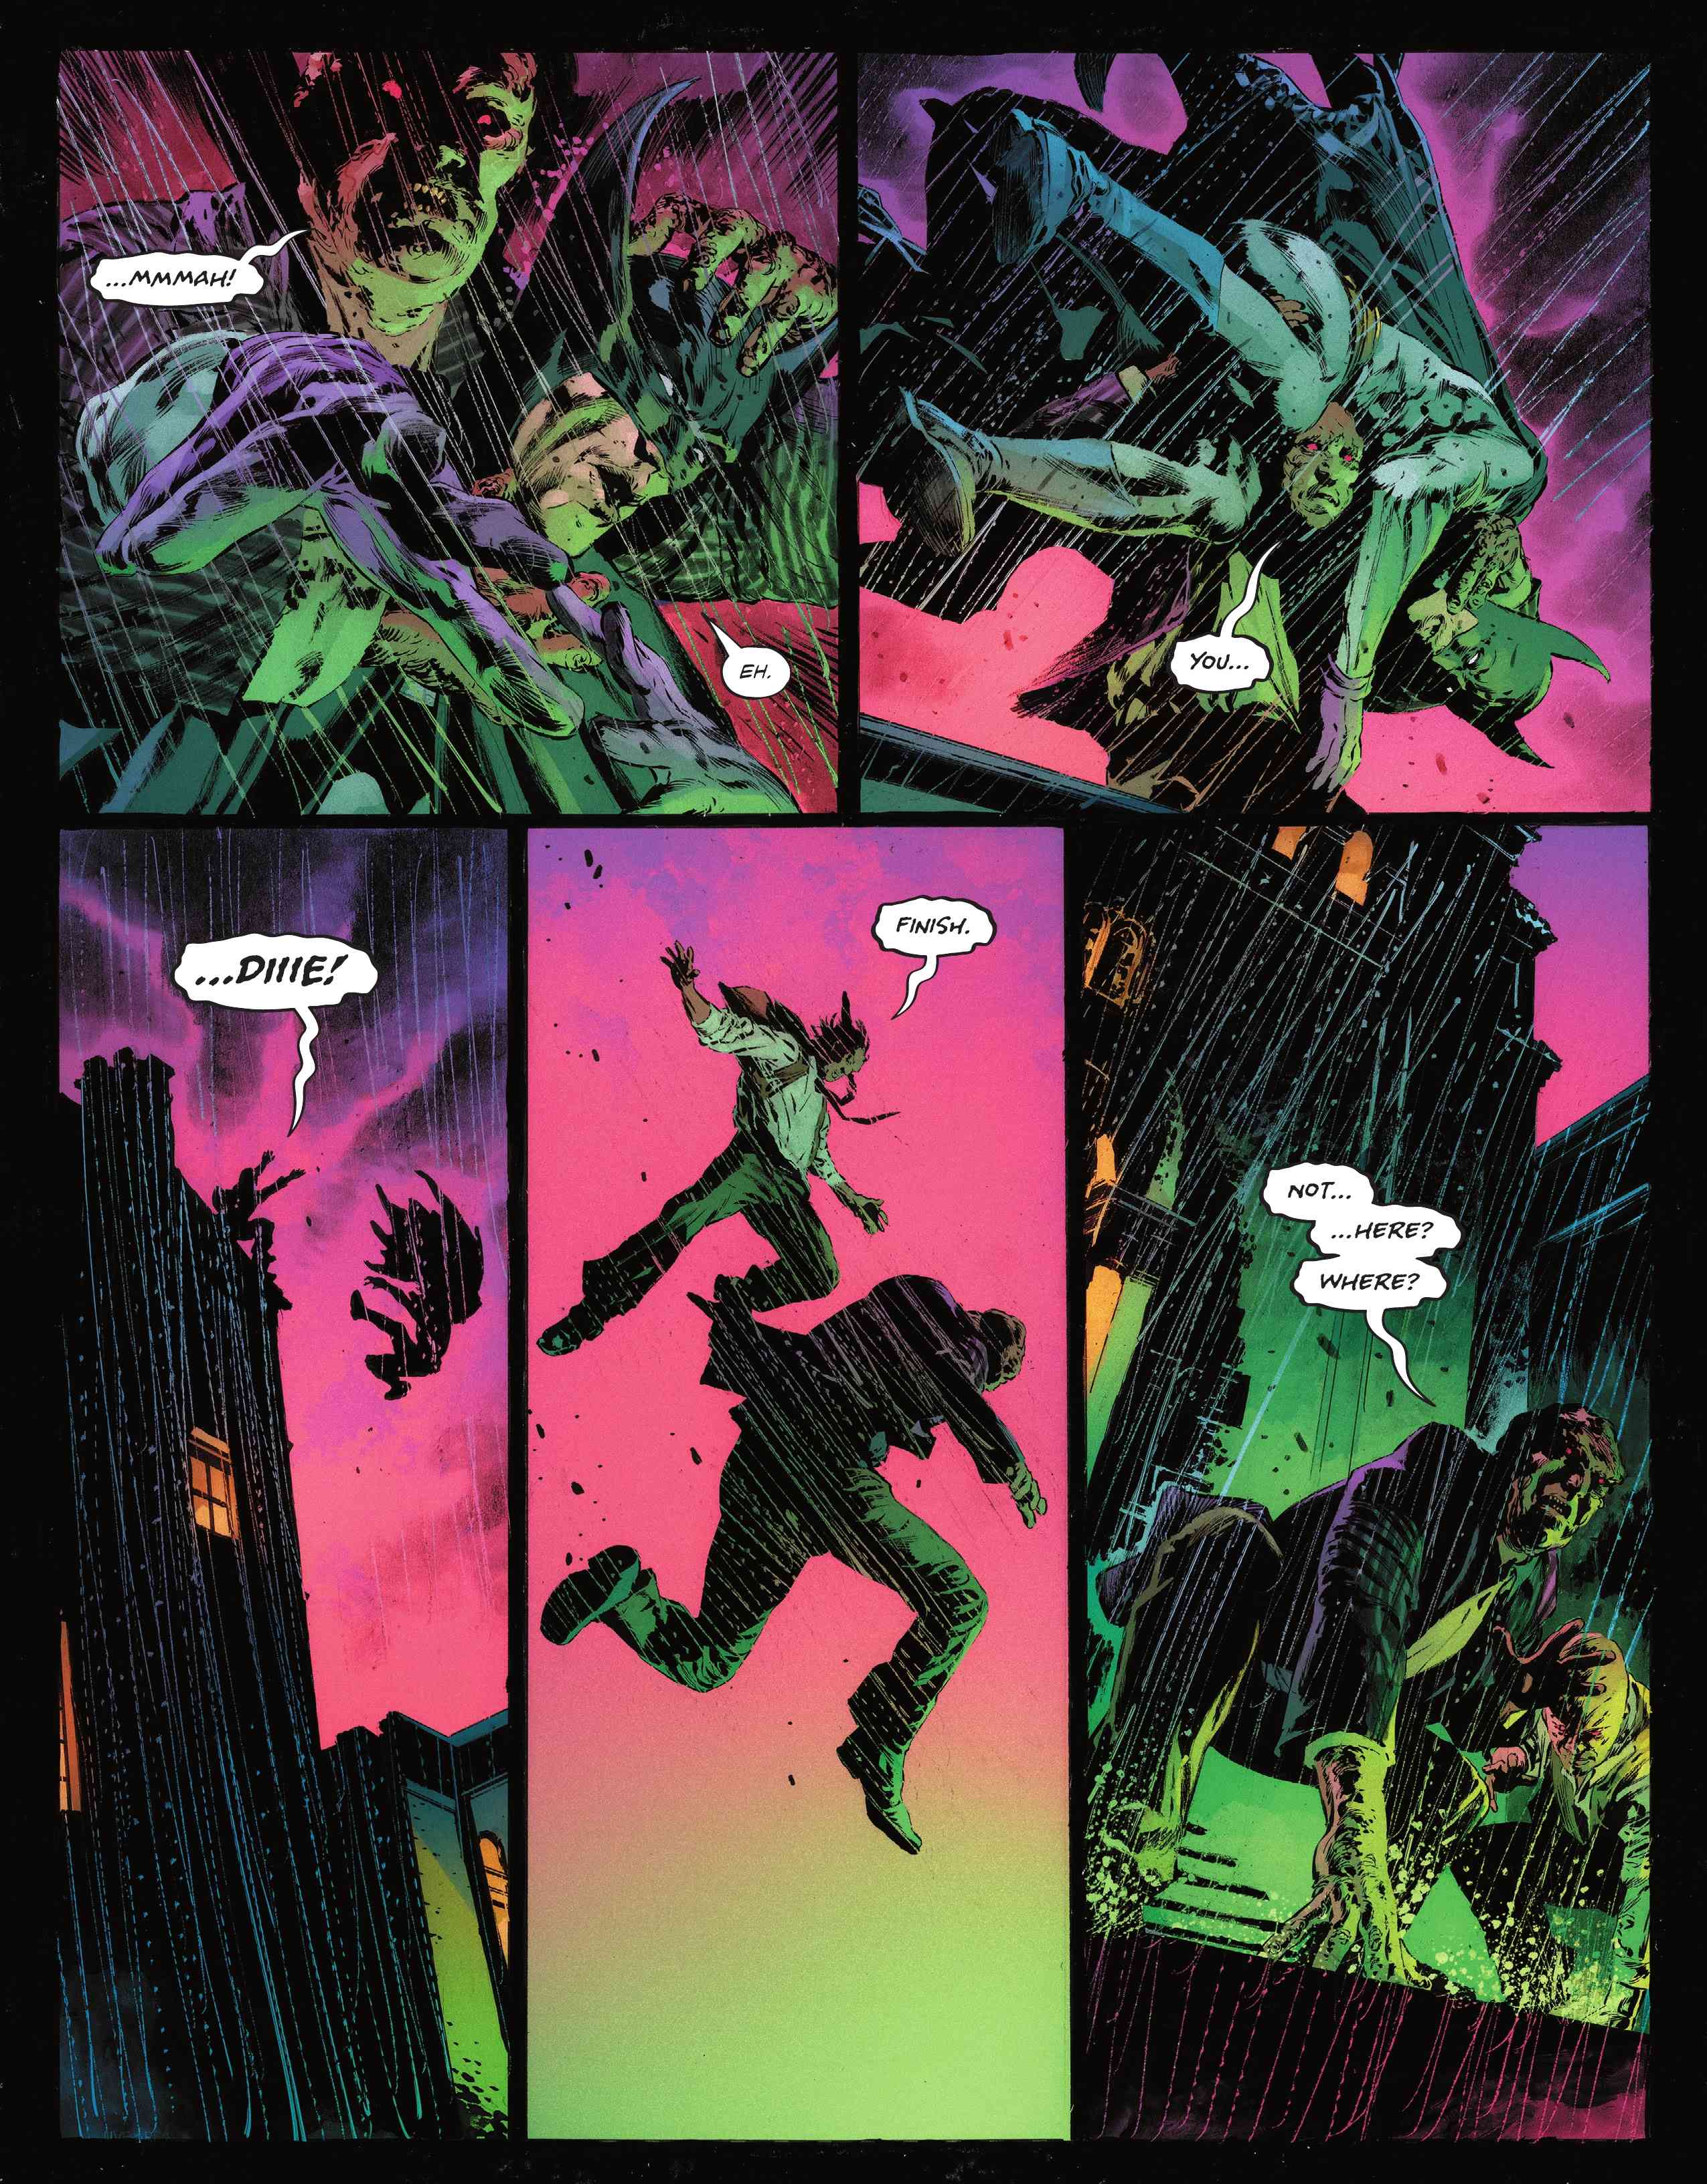 ...MMMAH!
EH.
YOU...
...DIIIE!
FINISH.
NOT...
...HERE?
WHERE?